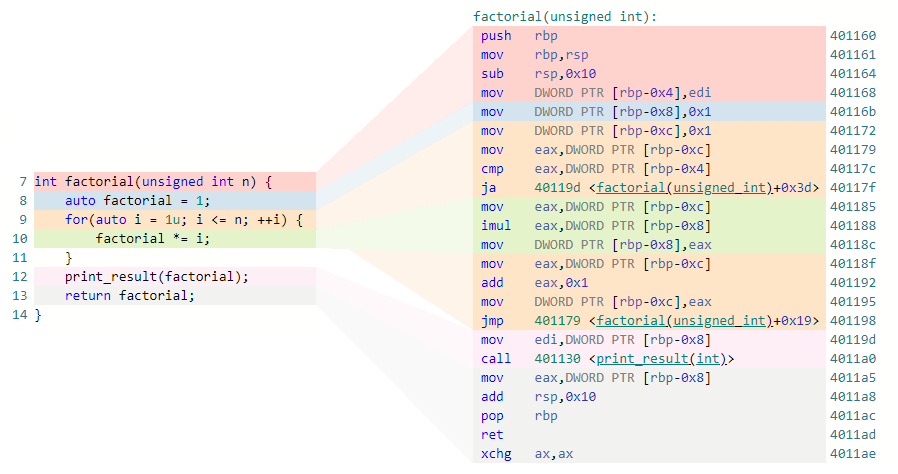 7 int factorial(unsigned int n) {
8 auto factorial = 1;
9 for(auto i = 1u; i <= n; ++i) {
10 factorial *= i;
11 }
12 print_result(factorial);
13 return factorial;
14 }
factorial(unsigned int):
push rbp 401160
mov rbp,rsp 401161
sub rsp,0x10 401164
mov DWORD PTR [rbp-0x4],edi 401168
mov DWORD PTR [rbp-0x8],0x1 40116b
mov DWORD PTR [rbp-0xc],0x1 401172
mov eax,DWORD PTR [rbp-0xc] 401179
cmp eax,DWORD PTR [rbp-0x4] 40117c
ja 40119d <factorial(unsigned int)+0x3d> 40117f
mov eax,DWORD PTR [rbp-0xc] 401185
imul eax,DWORD PTR [rbp-0x8] 401188
mov DWORD PTR [rbp-0x8],eax 40118c
mov eax,DWORD PTR [rbp-0xc] 40118f
add eax,0x1 401192
mov DWORD PTR [rbp-0xc],eax 401195
jmp 401179 <factorial(unsigned int)+0x19> 401198
mov edi,DWORD PTR [rbp-0x8] 40119d
call 401130 <print_result(int)> 4011a0
mov eax,DWORD PTR [rbp-0x8] 4011a5
add rsp,0x10 4011a8
pop rbp 4011ac
ret 4011ad
xchg ax,ax 4011ae